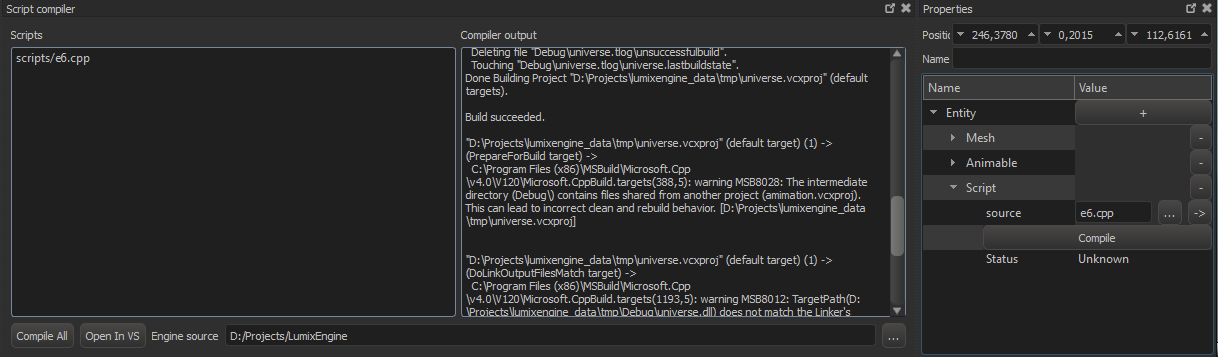 Script compiler
Scripts
scripts/e6.cpp
Compiler output
Deleting file "Debug\universe.tlog\unsuccessfulbuild".
Touching "Debug\universe.tlog\universe.lastbuildstate".
Done Building Project "D:\Projects\lumixengine_data\tmp\universe.vcxproj" (default
targets).
Build succeeded.
"D:\Projects\lumixengine_data\tmp\universe.vcxproj" (default target) (1) ->
(PrepareForBuild target) ->
C:\Program Files (x86)\MSBuild\Microsoft.Cpp
\v4.0\V120\Microsoft.CppBuild.targets(388,5): warning MSB8028: The intermediate
directory (Debug\) contains files shared from another project (amimation.vcxproj).
This can lead to incorrect clean and rebuild behavior. [D:\Projects\lumixengine_data
\tmp\universe.vcxproj]
"D:\Projects\lumixengine_data\tmp\universe.vcxproj" (default target) (1) ->
(DoLinkOutputFilesMatch target) ->
C:\Program Files (x86)\MSBuild\Microsoft.Cpp
\v4.0\V120\Microsoft.CppBuild.targets(1193,5): warning MSB8012: TargetPath(D:
\Projects\lumixengine_data\tmp\Debug\universe.dll) does not match the Linker's
Compile All
Open In VS
Engine source
D:/Projects/LumixEngine
...
Properties
Positic
246,3780
0,2015
112,6161
Name
Name
Value
Entity
+
Mesh
-
Animable
-
Script
-
source
e6.cpp
...
->
Compile
Status
Unknown